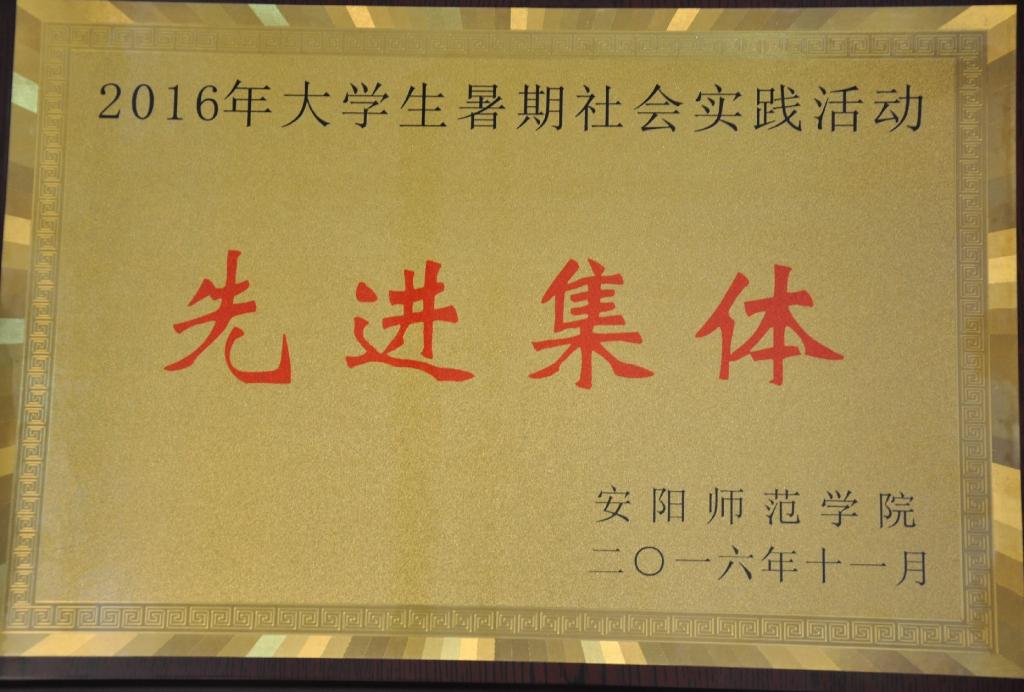 2016年大学生暑期社会实践活动
先进集体
安阳师范学院
二〇一六年十一月